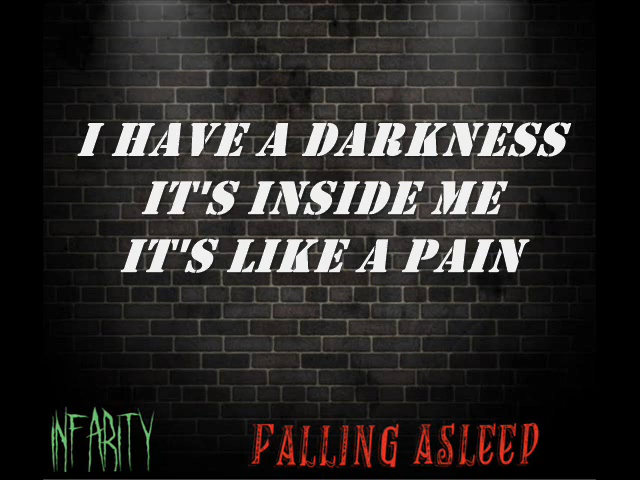 I HAVE A DARKNESS
IT'S INSIDE ME
IT'S LIKE A PAIN
INFARITY
FALLING ASLEEP